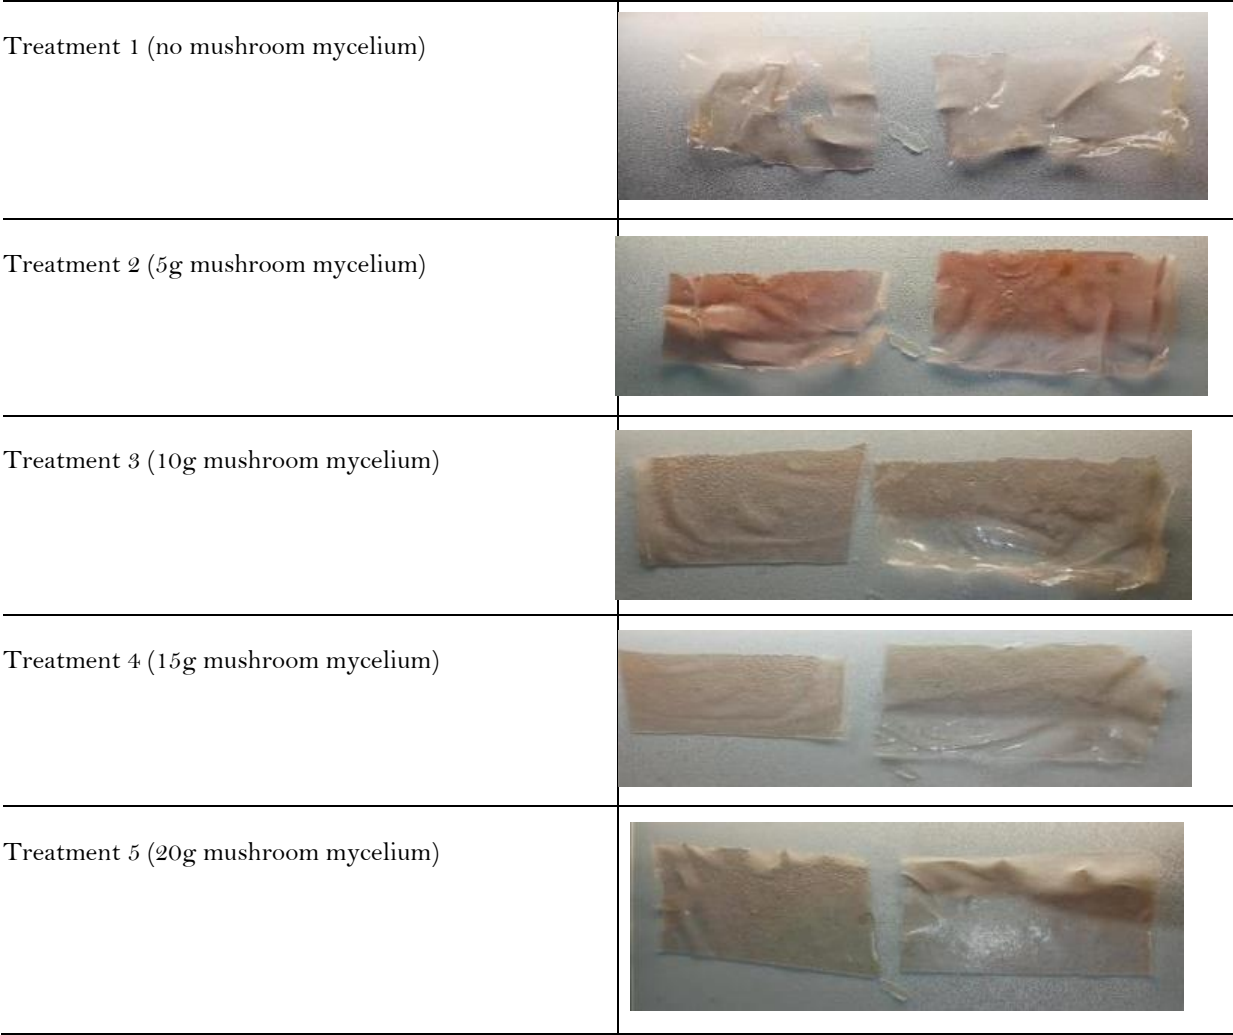 Treatment 1 (no mushroom mycelium)
Treatment 2 (5g mushroom mycelium)
Treatment 3 (10g mushroom mycelium)
Treatment 4 (15g mushroom mycelium)
Treatment 5 (20g mushroom mycelium)